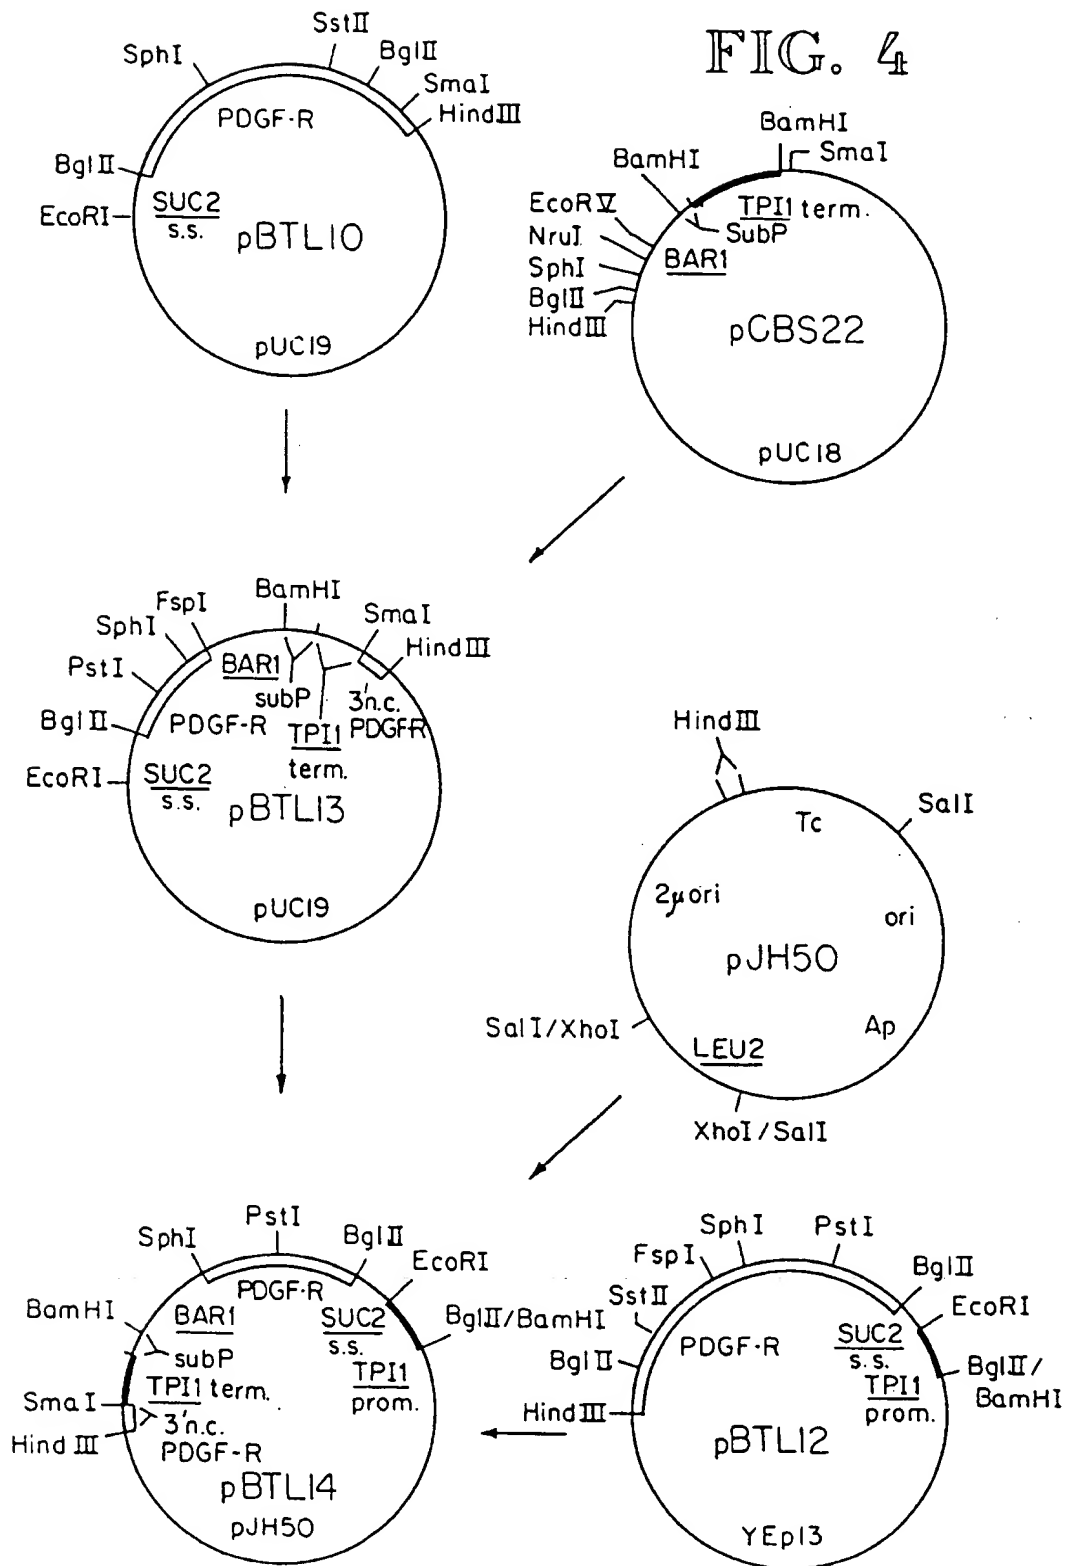 FIG. 4
SphI
SstII
BglII
SmaI
HindIII
PDGF-R
BglII
EcoRI
SUC2
s.s.
pBTL10
pUC19
BamHI
SmaI
BamHI
EcoRV
NruI
SphI
BglII
HindIII
TPI1 term.
SubP
BAR1
pCBS22
pUC18
BamHI
FspI
SphI
PstI
BglII
EcoRI
SmaI
HindIII
BAR1
subP
3'n.c.
PDGF-R
PDGF-R
TPI1
term.
SUC2
s.s.
pBTL13
pUC19
HindIII
SalI
Tc
2μ ori
ori
pJH50
SalI/XhoI
Ap
LEU2
XhoI/SalI
PstI
SphI
BglII
EcoRI
PDGF-R
BamHI
BAR1
SUC2
s.s.
BglII/BamHI
subP
TPI1 term.
TPI1
prom.
SmaI
3'n.c.
HindIII
PDGF-R
pBTL14
pJH50
SphI
PstI
FspI
BglII
SstII
EcoRI
PDGF-R
SUC2
s.s.
BglII
BglII/
BamHI
TPI1
prom.
HindIII
pBTL12
YEp13